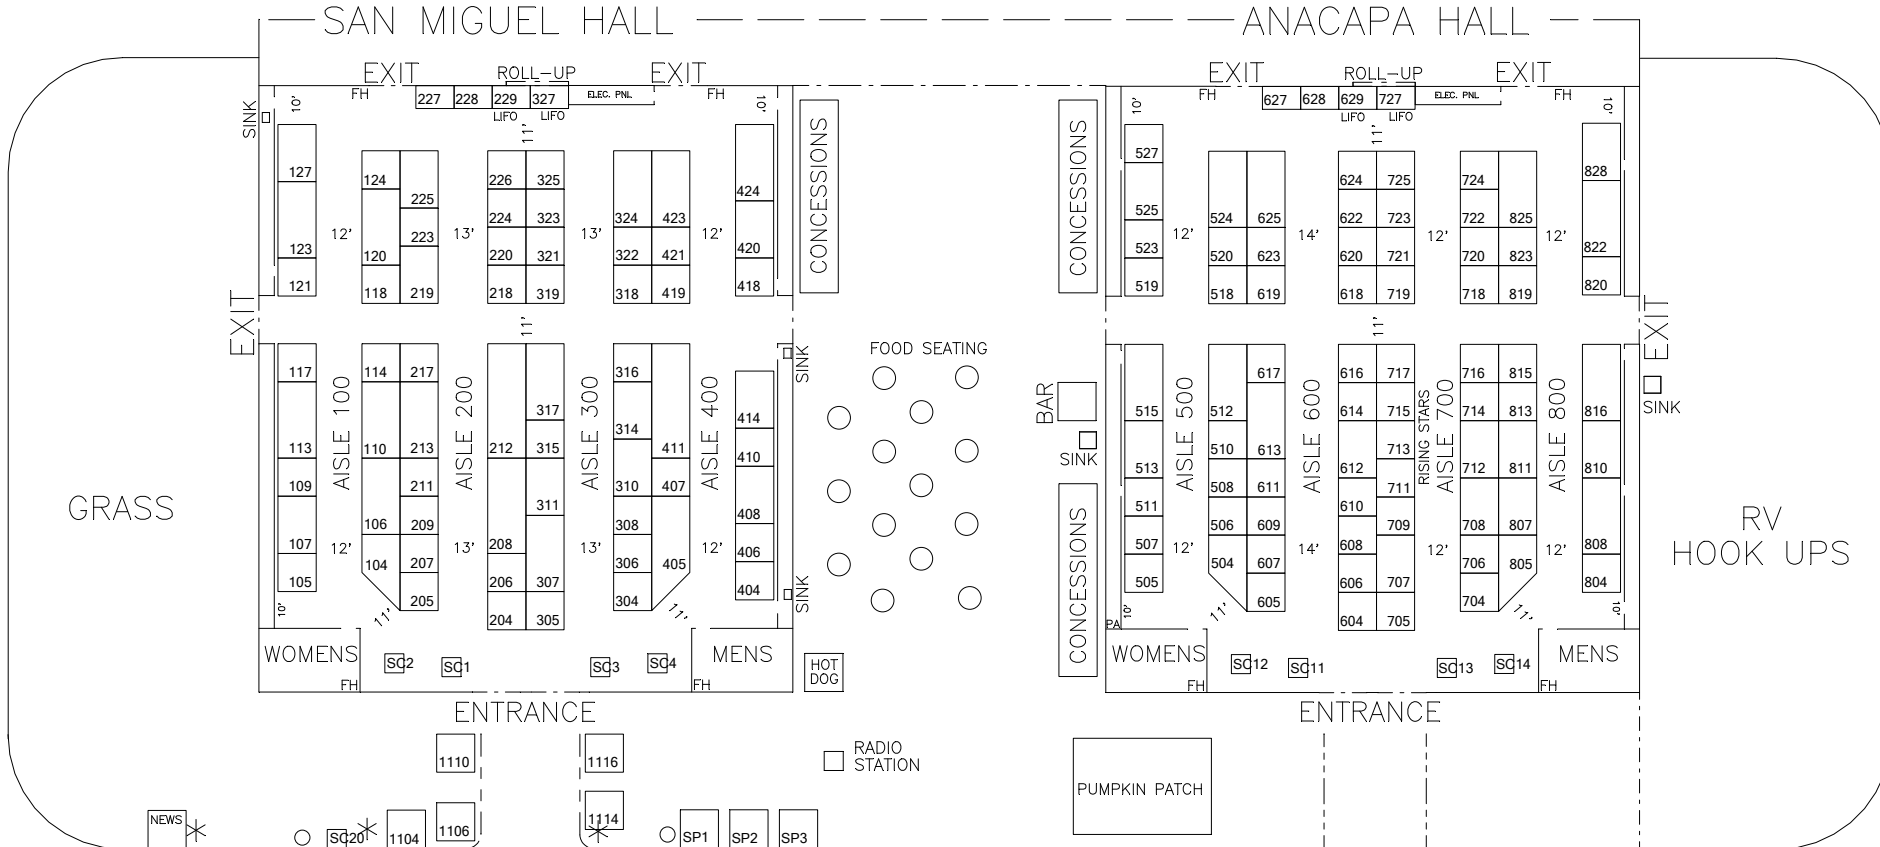 SAN MIGUEL HALL
ANACAPA HALL
EXIT
ROLL-UP
EXIT
EXIT
ROLL-UP
EXIT
FH
227 228 229 327
ELEC. PNL
FH
FH
627 628 629 727
ELEC. PNL
FH
LIFO LIFO
LIFO LIFO
SINK
10'
11'
10'
10'
11'
10'
CONCESSIONS
CONCESSIONS
127 124 225 226 325 424
123 120 223 224 323 324 423 420
121 118 219 220 321 322 421 418
218 319 318 419
12' 13' 13' 12'
527 624 725 724 828
525 524 625 622 723 722 825 822
523 520 623 620 721 720 823 820
519 518 619 618 719 718 819
12' 14' 12' 12'
EXIT
11'
11'
EXIT
SINK
FOOD SEATING
BAR
SINK
SINK
117 114 217 316
317 314 414
113 110 213 212 315 411 410
109 211 310 407
106 209 311 308 408
107 104 207 208 306 405 406
105 205 206 307 304 404
204 305
AISLE 100
AISLE 200
AISLE 300
AISLE 400
12' 13' 13' 12'
10'
11'
11'
SINK
617 616 717 716 815
515 512 614 715 714 813 816
513 510 613 612 713 712 811 810
511 508 611 610 711
506 609 709 708 807
507 504 607 608 706 805 808
505 605 606 707 704 804
604 705
AISLE 500
AISLE 600
RISING STARS
AISLE 700
AISLE 800
12' 14' 12' 12'
10'
11'
11'
10'
CONCESSIONS
PA
GRASS
RV
HOOK UPS
WOMENS
SC2 SC1 SC3 SC4
MENS
HOT
DOG
WOMENS
SC12 SC11 SC13 SC14
MENS
FH
FH
FH
FH
ENTRANCE
ENTRANCE
1110
1116
RADIO
STATION
PUMPKIN PATCH
NEWS
SC20
1104
1106
1114
SP1
SP2
SP3